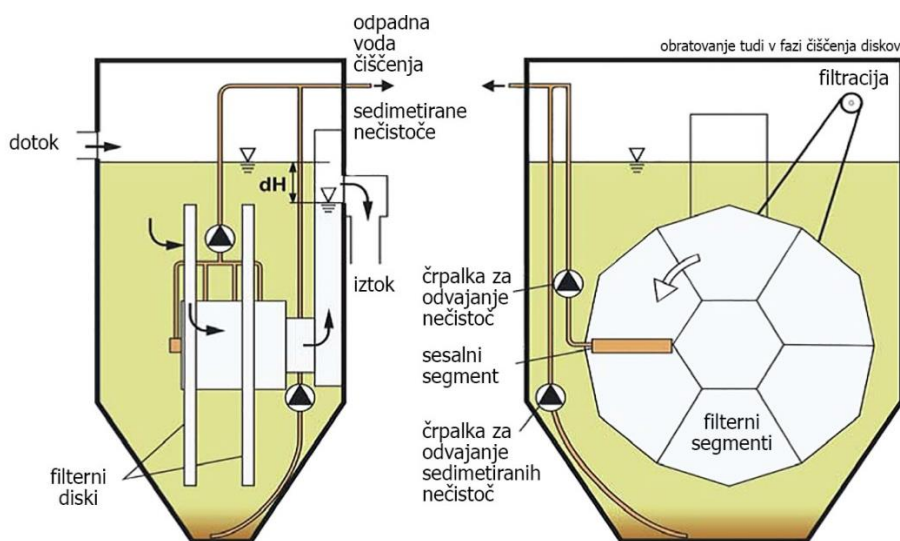 odpadna
voda
čiščenja
sedimetirane
nečistoče
dotok
dH
iztok
filterni
diski
obratovanje tudi v fazi čiščenja diskov
filtracija
črpalka za
odvajanje
nečistoč
sesalni
segment
črpalka za
odvajanje
sedimetiranih
nečistoč
filterni
segmenti